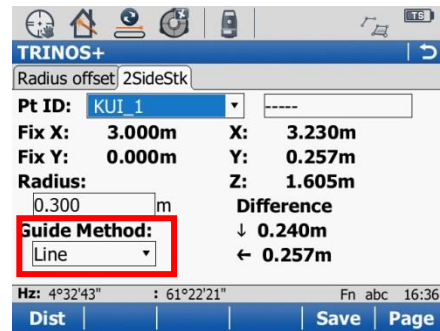 TS
TRINOS+
Radius offset 2SideStk
Pt ID: KUI_1 -----
Fix X: 3.000m X: 3.230m
Fix Y: 0.000m Y: 0.257m
Radius: Z: 1.605m
0.300 m Difference
Guide Method: ↓ 0.240m
Line ← 0.257m
Hz: 4°32'43" : 61°22'21" Fn abc 16:36
Dist Save Page